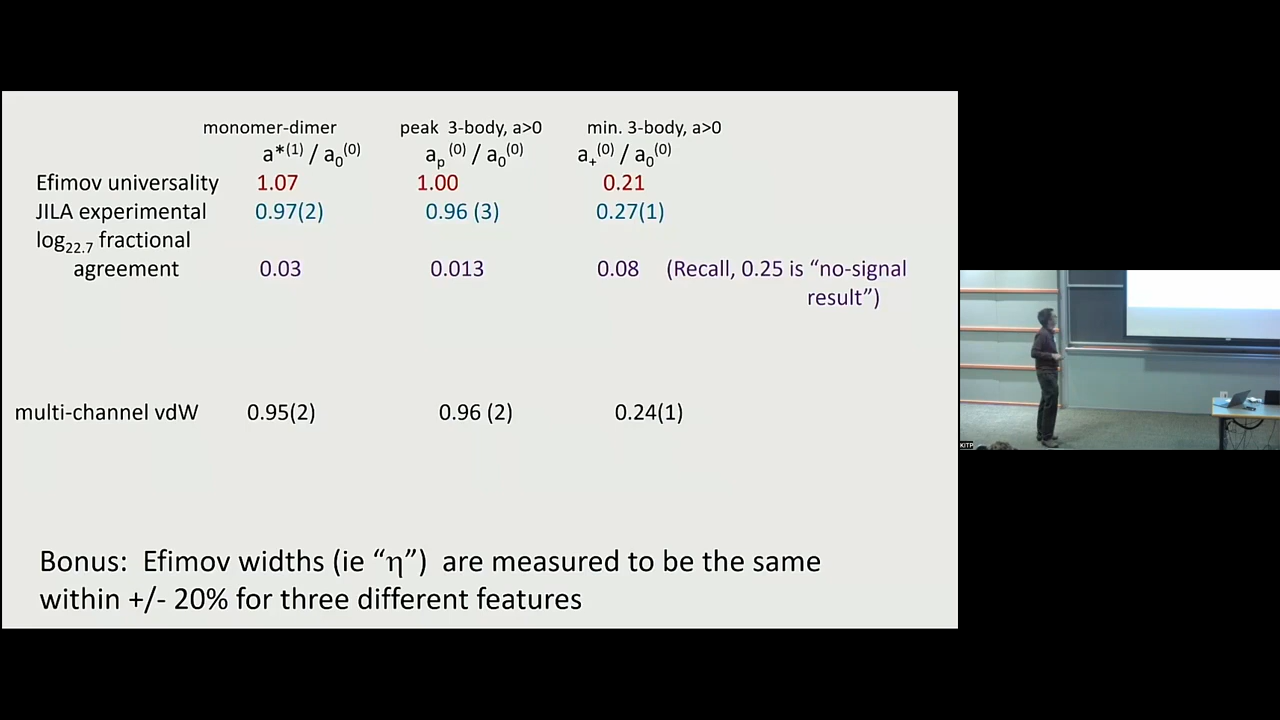 monomer-dimer peak 3-body, a>0 min. 3-body, a>0
a*(1) / a0(0) ap(0) / a0(0) a+(0) / a0(0)
Efimov universality 1.07 1.00 0.21
JILA experimental 0.97(2) 0.96 (3) 0.27(1)
log22.7 fractional
agreement 0.03 0.013 0.08 (Recall, 0.25 is “no-signal
result”)
multi-channel vdW 0.95(2) 0.96 (2) 0.24(1)
Bonus: Efimov widths (ie “η”) are measured to be the same
within +/- 20% for three different features
KITP